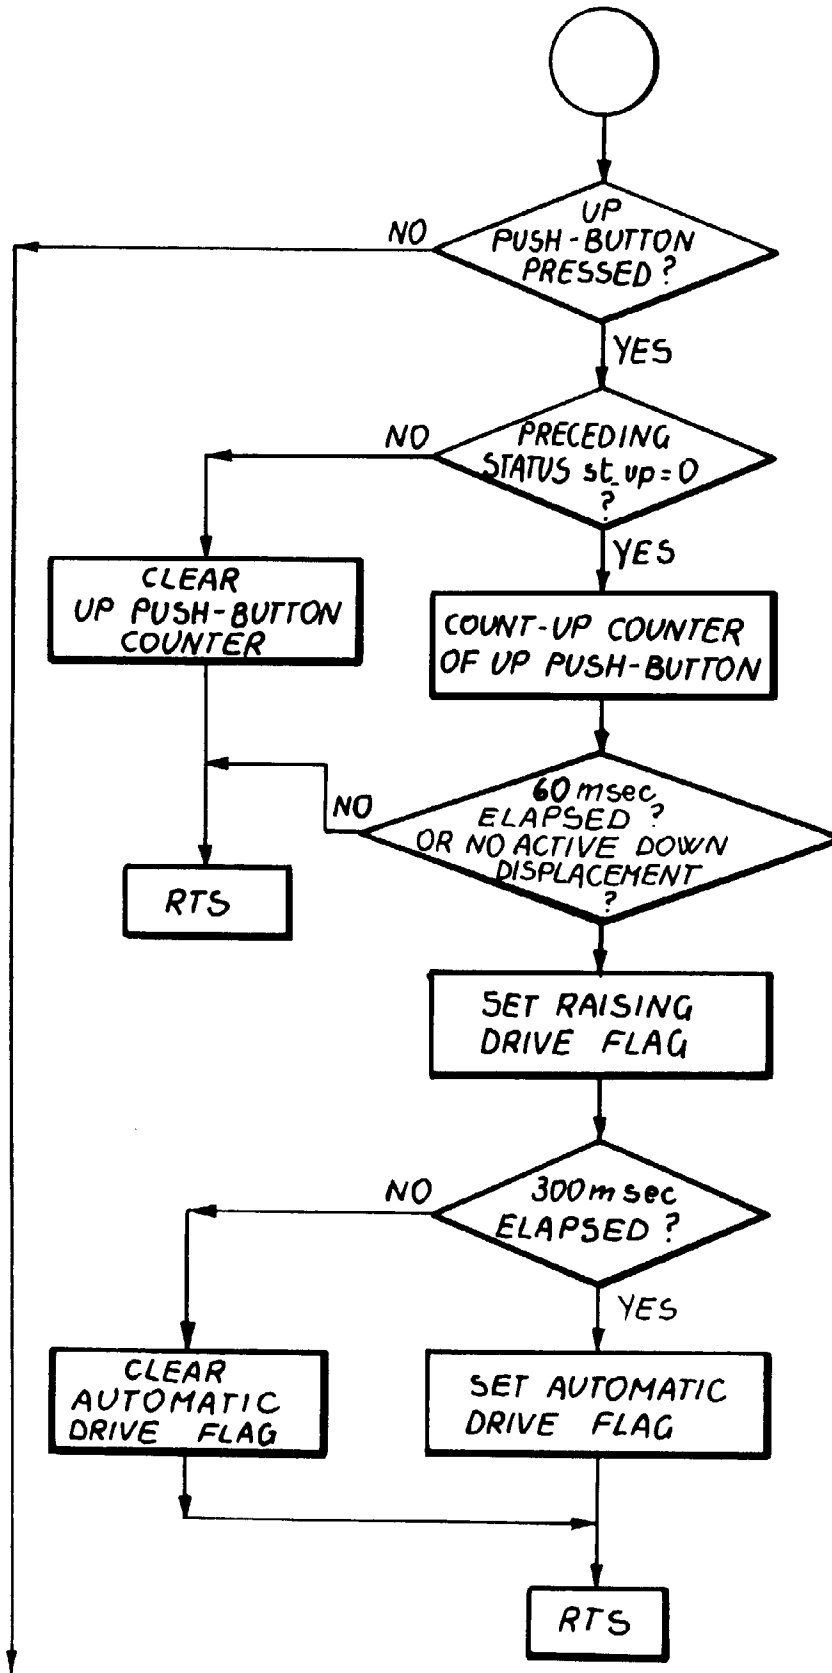 UP
PUSH-BUTTON
PRESSED?
NO
YES
PRECEDING
STATUS st_up=0
?
NO
YES
CLEAR
UP PUSH-BUTTON
COUNTER
COUNT-UP COUNTER
OF UP PUSH-BUTTON
60 msec
ELAPSED?
OR NO ACTIVE DOWN
DISPLACEMENT
?
NO
RTS
SET RAISING
DRIVE FLAG
300 msec
ELAPSED?
NO
YES
CLEAR
AUTOMATIC
DRIVE FLAG
SET AUTOMATIC
DRIVE FLAG
RTS